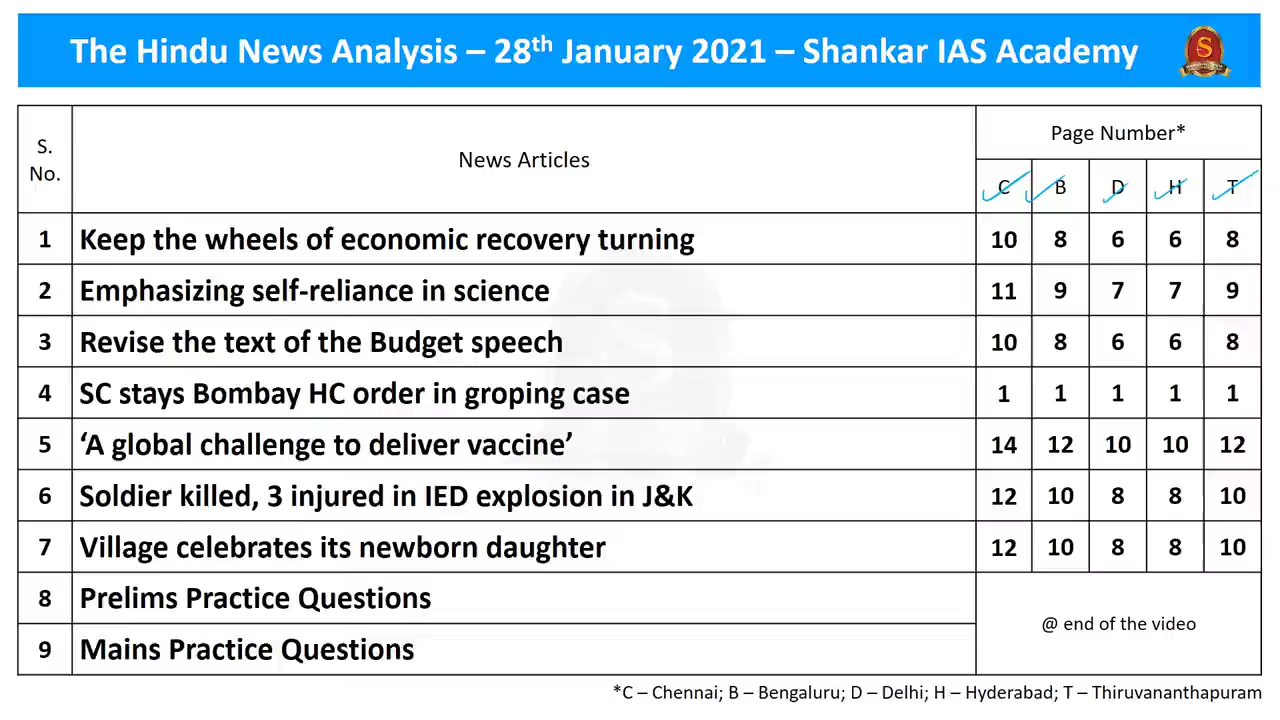 The Hindu News Analysis – 28th January 2021 – Shankar IAS Academy
S. No. News Articles Page Number*
C B D H T
1 Keep the wheels of economic recovery turning 10 8 6 6 8
2 Emphasizing self-reliance in science 11 9 7 7 9
3 Revise the text of the Budget speech 10 8 6 6 8
4 SC stays Bombay HC order in groping case 1 1 1 1 1
5 ‘A global challenge to deliver vaccine’ 14 12 10 10 12
6 Soldier killed, 3 injured in IED explosion in J&K 12 10 8 8 10
7 Village celebrates its newborn daughter 12 10 8 8 10
8 Prelims Practice Questions
@ end of the video
9 Mains Practice Questions
*C – Chennai; B – Bengaluru; D – Delhi; H – Hyderabad; T – Thiruvananthapuram